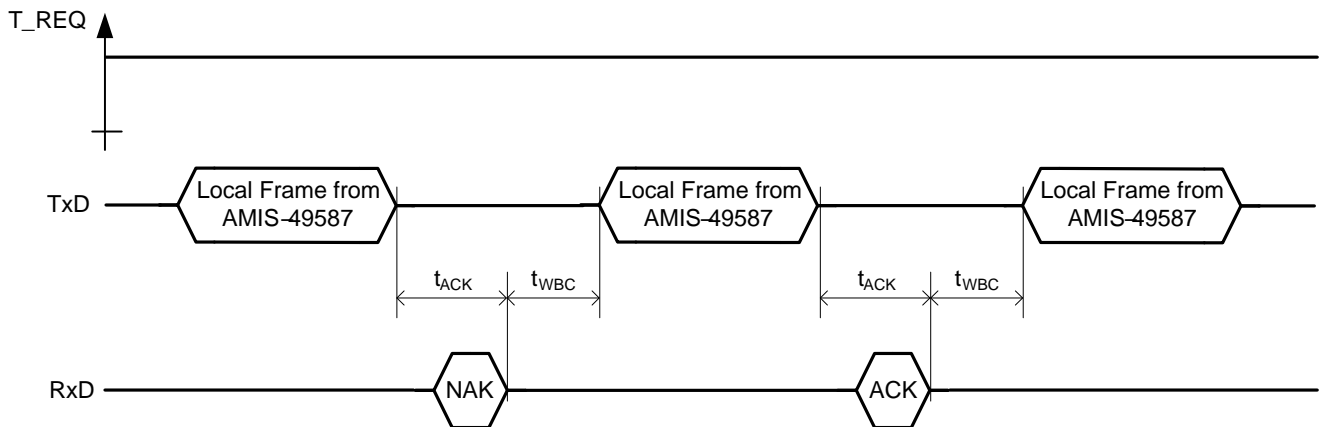 T_REQ
TxD
Local Frame from
AMIS-49587
Local Frame from
AMIS-49587
Local Frame from
AMIS-49587
tACK
tWBC
tACK
tWBC
RxD
NAK
ACK